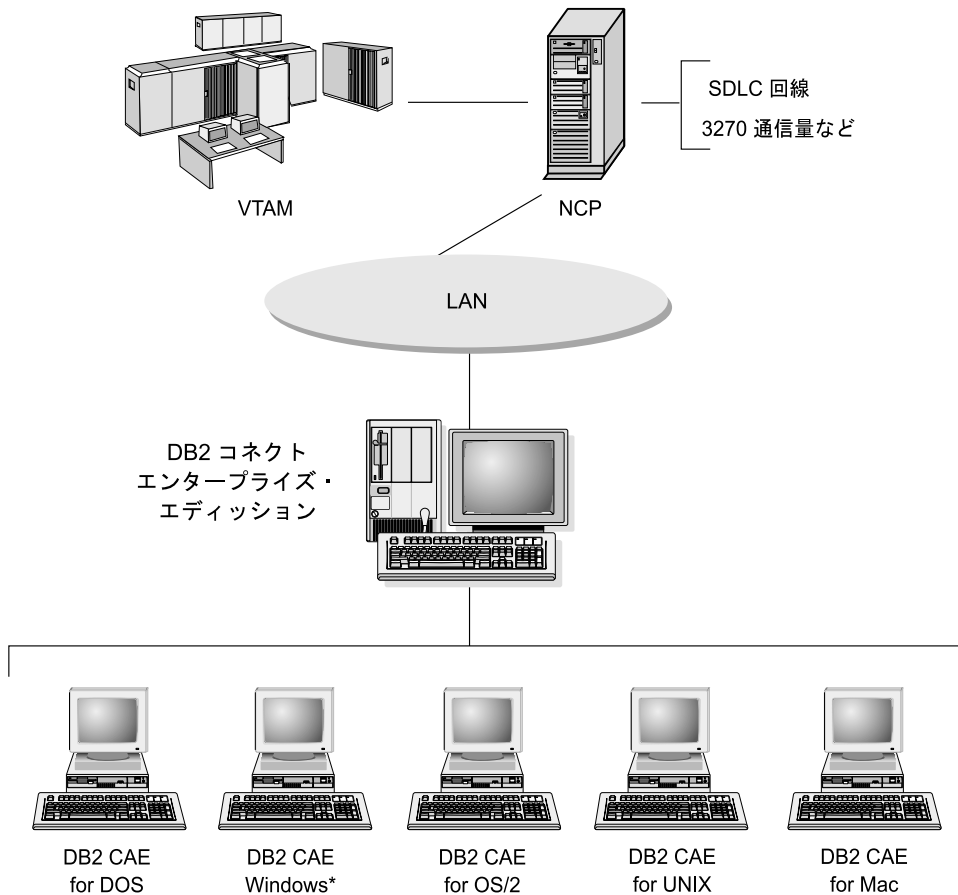 SDLC 回線
3270 通信量など
VTAM
NCP
LAN
DB2 コネクト
エンタープライズ・
エディッション
DB2 CAE
for DOS
DB2 CAE
Windows*
DB2 CAE
for OS/2
DB2 CAE
for UNIX
DB2 CAE
for Mac